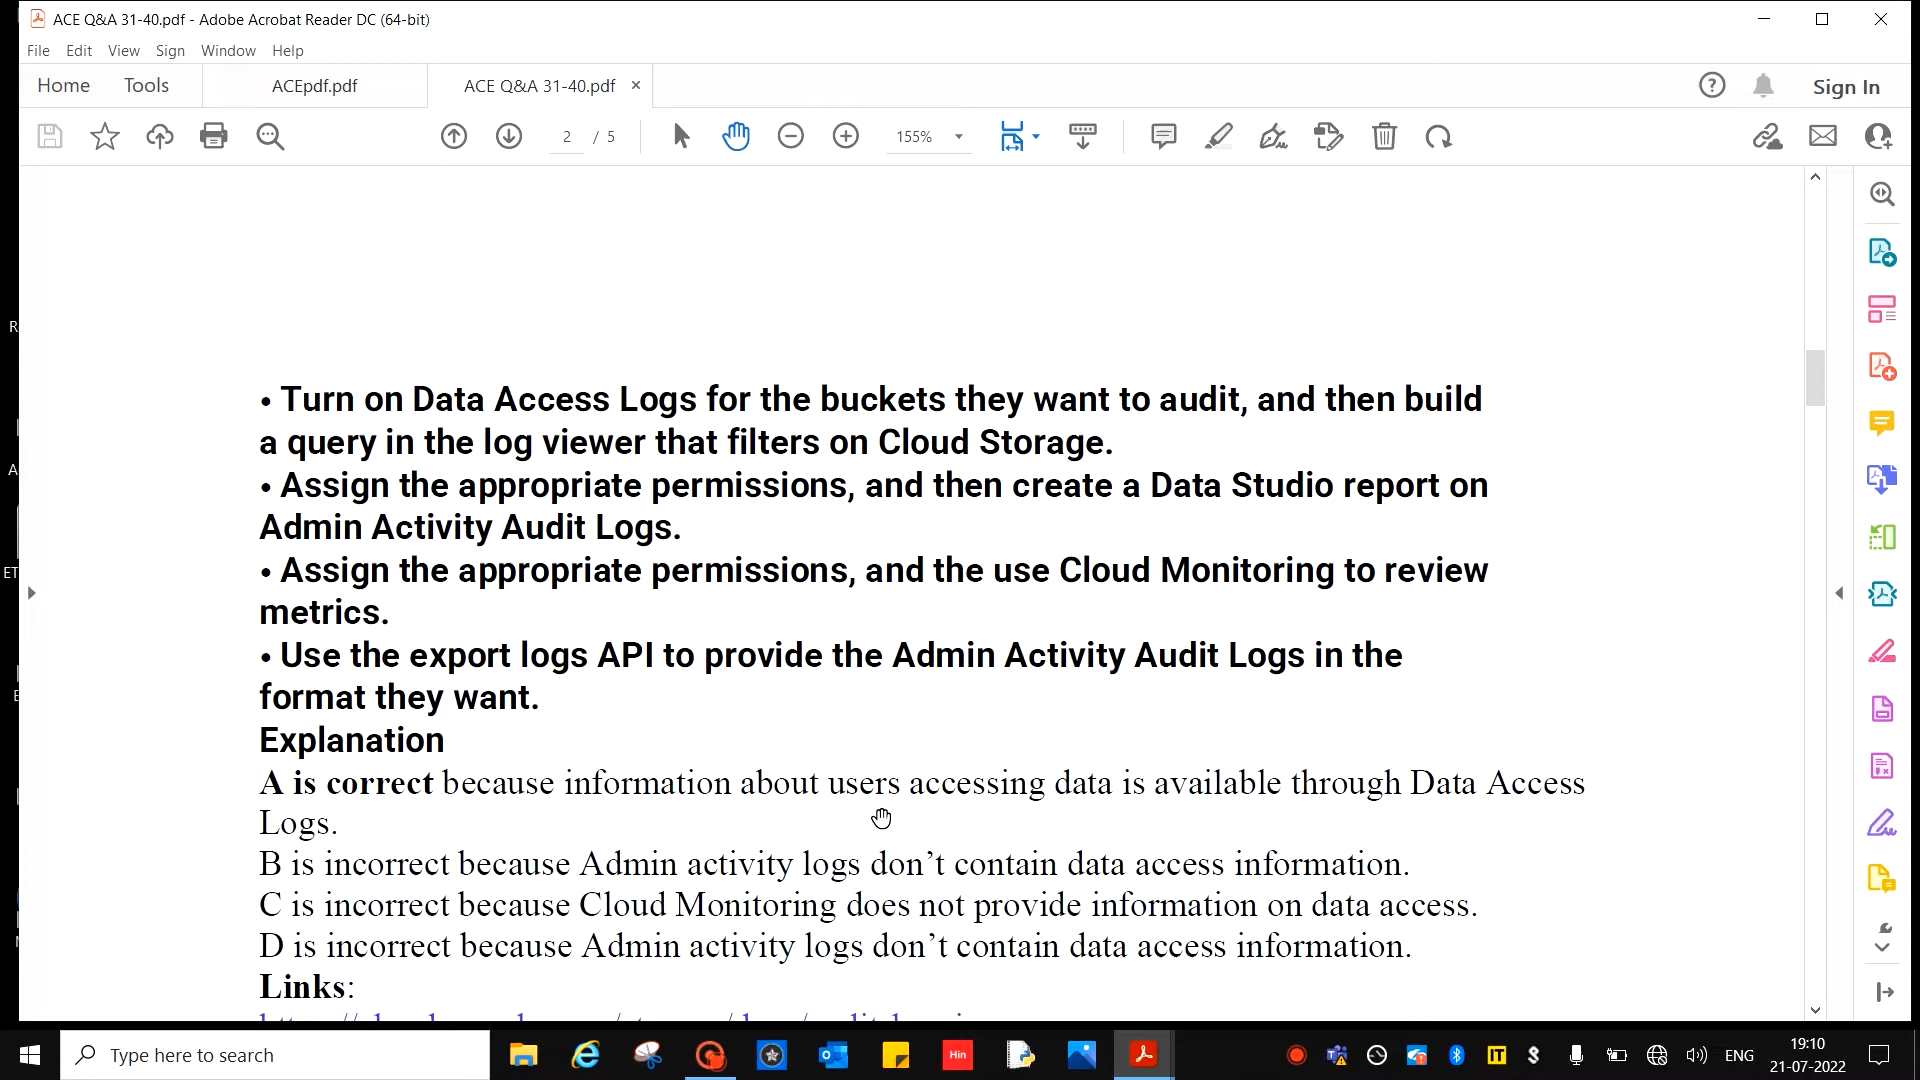 ACE Q&A 31-40.pdf - Adobe Acrobat Reader DC (64-bit)
File Edit View Sign Window Help
Home Tools ACEpdf.pdf ACE Q&A 31-40.pdf × Sign In
2 / 5 155%
• Turn on Data Access Logs for the buckets they want to audit, and then build
a query in the log viewer that filters on Cloud Storage.
• Assign the appropriate permissions, and then create a Data Studio report on
Admin Activity Audit Logs.
• Assign the appropriate permissions, and the use Cloud Monitoring to review
metrics.
• Use the export logs API to provide the Admin Activity Audit Logs in the
format they want.
Explanation
A is correct because information about users accessing data is available through Data Access
Logs.
B is incorrect because Admin activity logs don’t contain data access information.
C is incorrect because Cloud Monitoring does not provide information on data access.
D is incorrect because Admin activity logs don’t contain data access information.
Links:
Type here to search
Hin
IT
ENG
19:10
21-07-2022